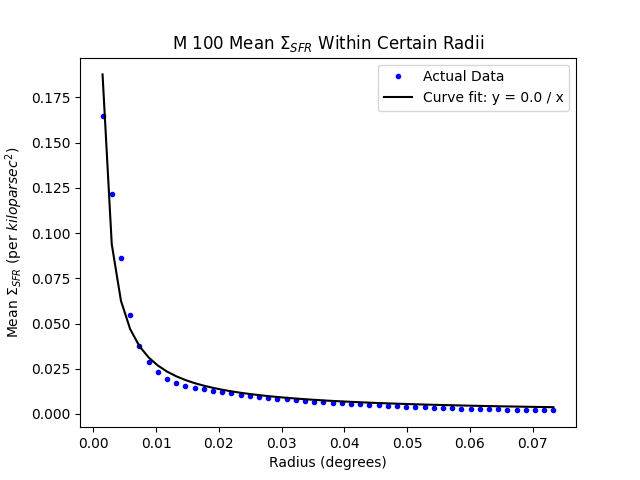 M 100 Mean Σ_SFR Within Certain Radii
Actual Data
Curve fit: y = 0.0 / x
Mean Σ_SFR (per kiloparsec²)
0.175
0.150
0.125
0.100
0.075
0.050
0.025
0.000
0.00 0.01 0.02 0.03 0.04 0.05 0.06 0.07
Radius (degrees)